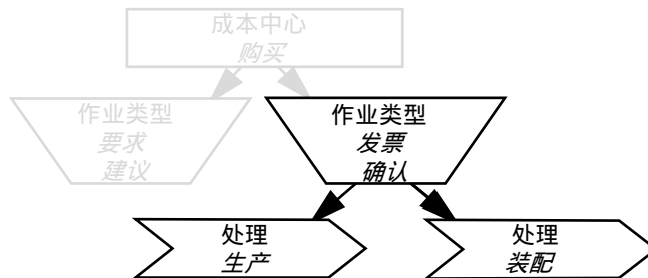 成本中心
购买
作业类型
要求
建议
作业类型
发票
确认
处理
生产
处理
装配